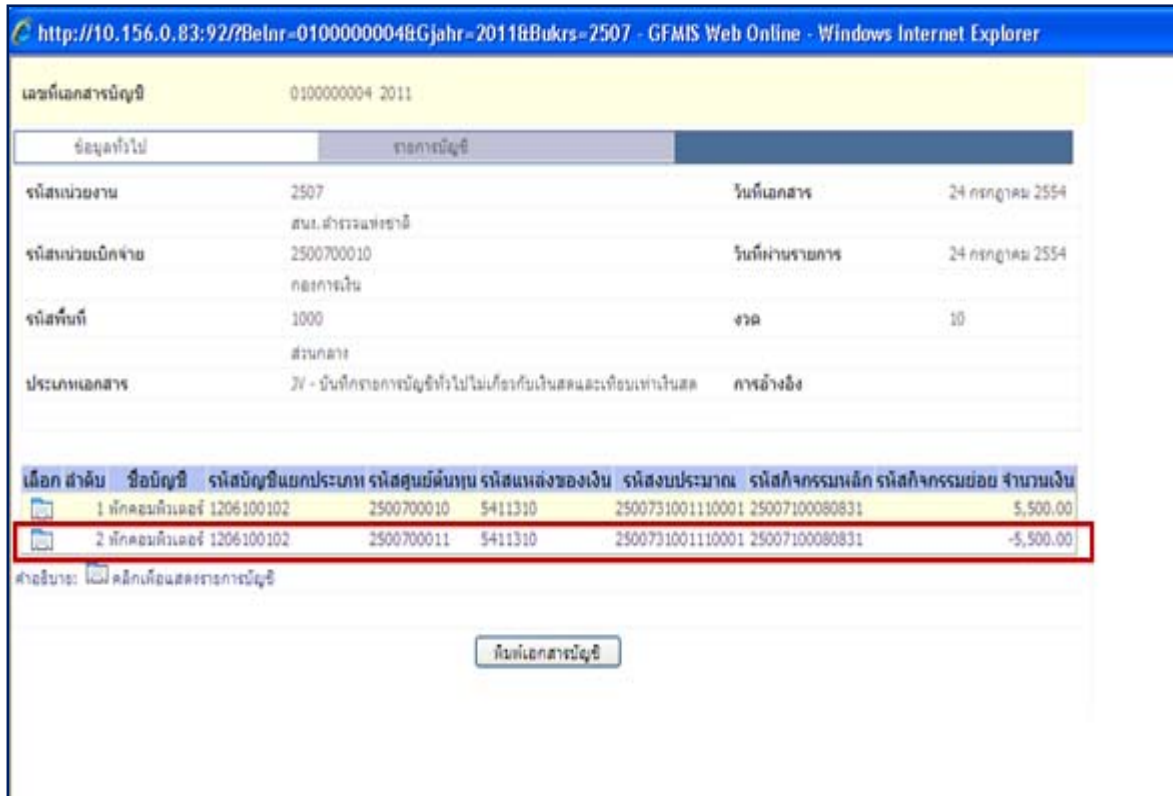 http://10.156.0.83:92/?Belnr=0100000004&Gjahr=2011&Bukrs=2507 - GFMIS Web Online - Windows Internet Explorer
เลขที่เอกสารบัญชี 0100000004 2011
ข้อมูลทั่วไป รายการบัญชี
รหัสหน่วยงาน 2507 วันที่เอกสาร 24 กรกฎาคม 2554
สนง.ตำรวจแห่งชาติ
รหัสหน่วยเบิกจ่าย 2500700010 วันที่ผ่านรายการ 24 กรกฎาคม 2554
กองการเงิน
รหัสพื้นที่ 1000 งวด 10
ส่วนกลาง
ประเภทเอกสาร JV - บันทึกรายการบัญชีทั่วไปไม่เกี่ยวกับเงินสดและเทียบเท่าเงินสด การอ้างอิง
เลือก ลำดับ ชื่อบัญชี รหัสบัญชีแยกประเภท รหัสศูนย์ต้นทุน รหัสแหล่งของเงิน รหัสงบประมาณ รหัสกิจกรรมหลัก รหัสกิจกรรมย่อย จำนวนเงิน
1 พักคอมพิวเตอร์ 1206100102 2500700010 5411310 2500731001110001 25007100080831 5,500.00
2 พักคอมพิวเตอร์ 1206100102 2500700011 5411310 2500731001110001 25007100080831 -5,500.00
คำอธิบาย: คลิกเพื่อแสดงรายการบัญชี
พิมพ์เอกสารบัญชี